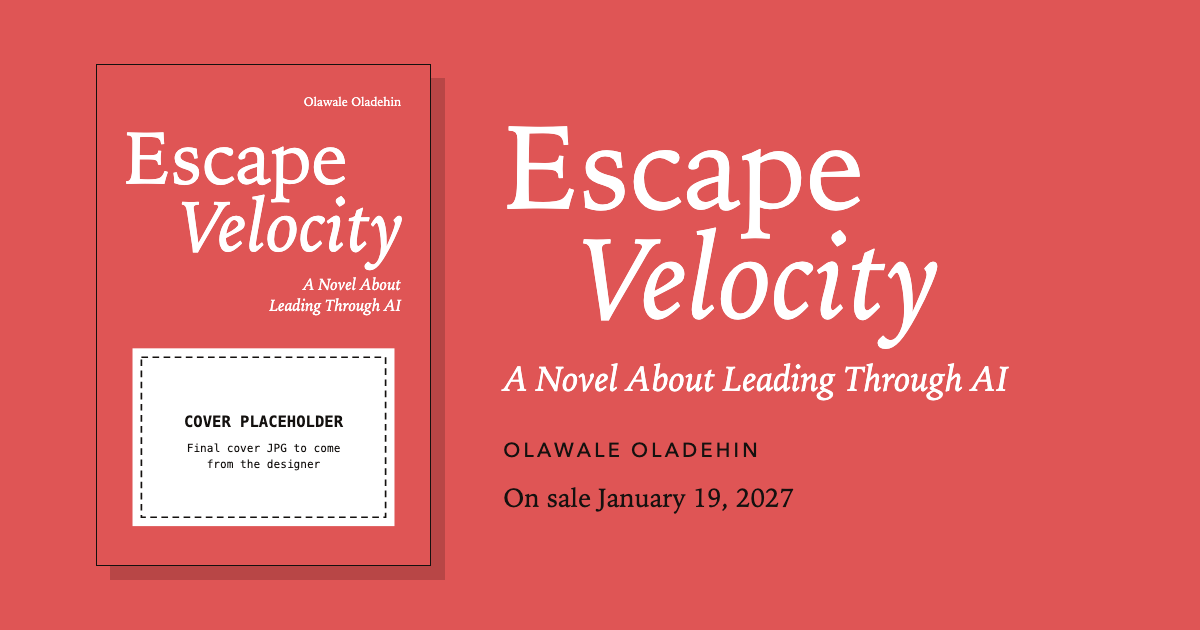 Olawale Oladehin
Escape
Velocity
A Novel About
Leading Through AI
COVER PLACEHOLDER
Final cover JPG to come
from the designer
Escape
Velocity
A Novel About Leading Through AI
OLAWALE OLADEHIN
On sale January 19, 2027